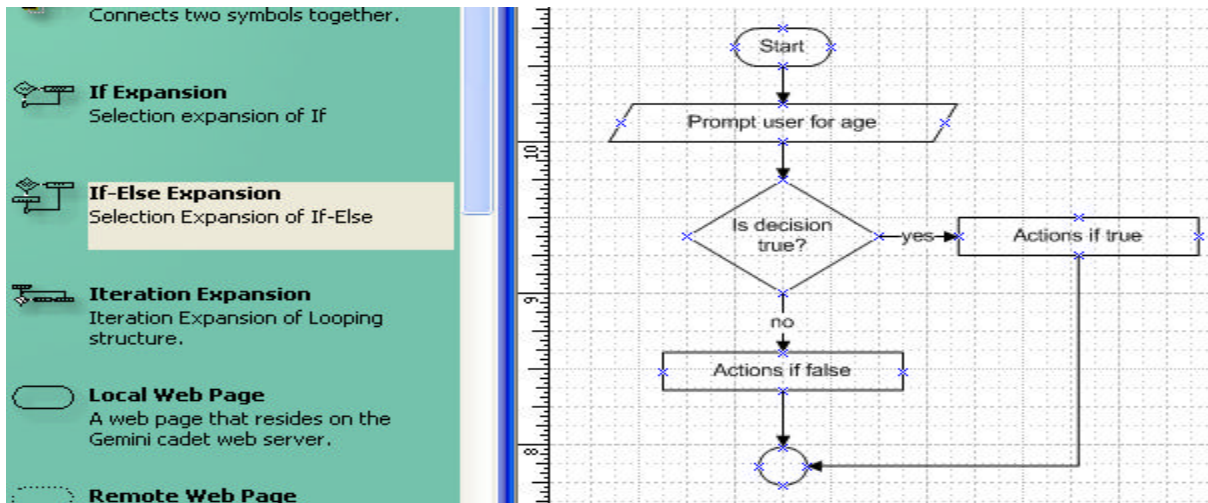 Connects two symbols together.
If Expansion
Selection expansion of If
If-Else Expansion
Selection Expansion of If-Else
Iteration Expansion
Iteration Expansion of Looping
structure.
Local Web Page
A web page that resides on the
Gemini cadet web server.
Remote Web Page
10
9
8
Start
Prompt user for age
Is decision
true?
yes
Actions if true
no
Actions if false